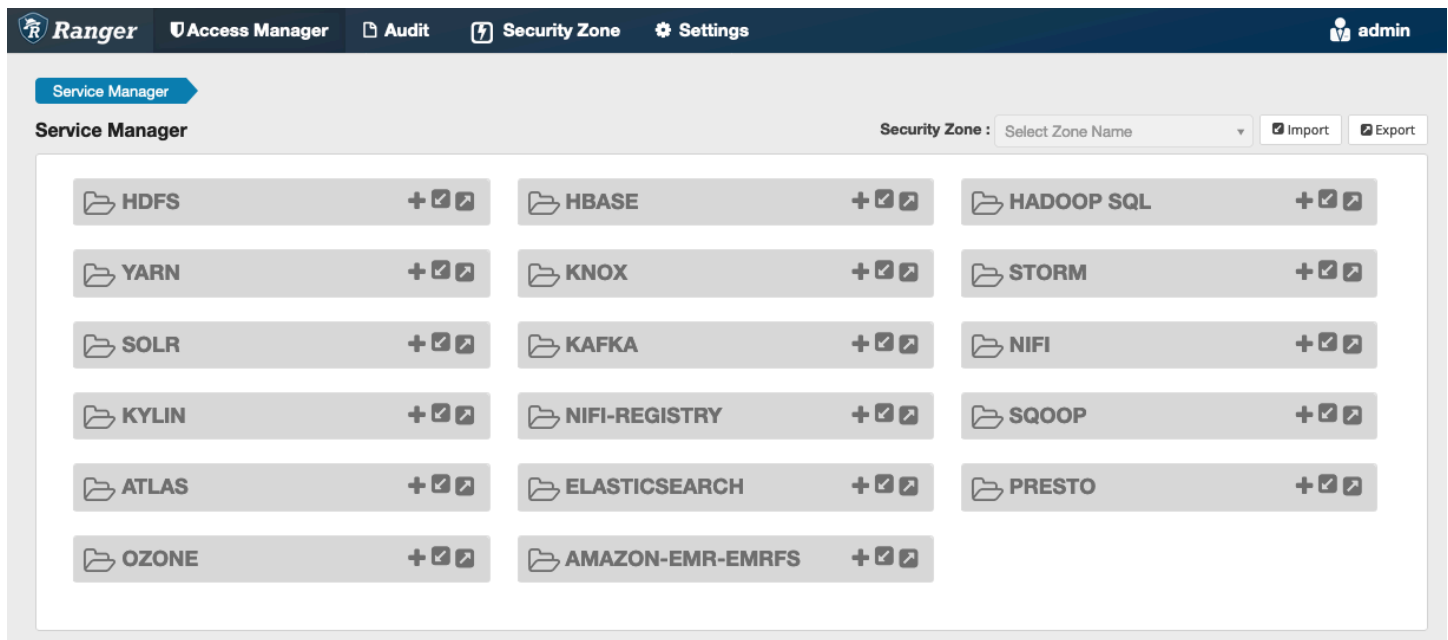 Ranger Access Manager Audit Security Zone Settings admin
Service Manager
Service Manager Security Zone : Select Zone Name Import Export
HDFS HBASE HADOOP SQL
YARN KNOX STORM
SOLR KAFKA NIFI
KYLIN NIFI-REGISTRY SQOOP
ATLAS ELASTICSEARCH PRESTO
OZONE AMAZON-EMR-EMRFS